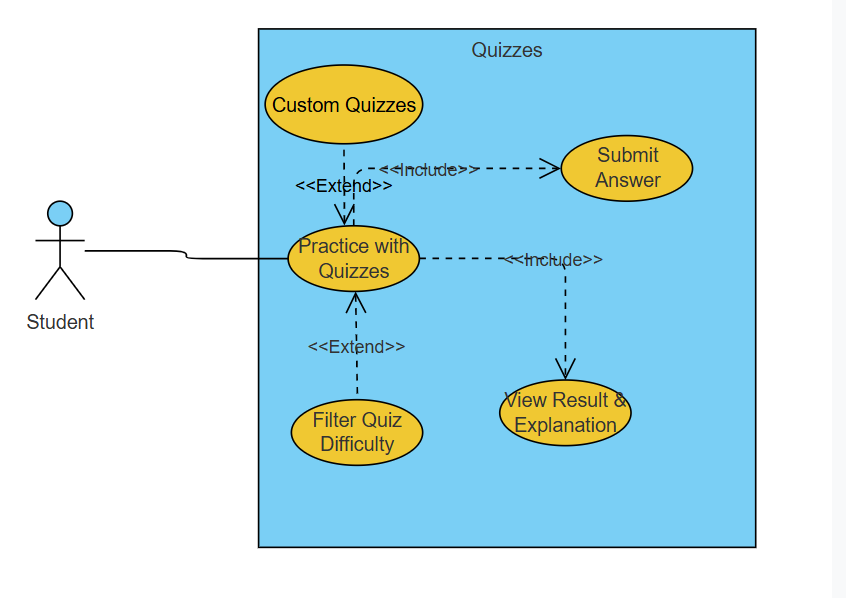 Quizzes
Custom Quizzes
<<Include>>
Submit
Answer
<<Extend>>
Practice with
Quizzes
<<Include>>
Student
<<Extend>>
View Result &
Explanation
Filter Quiz
Difficulty